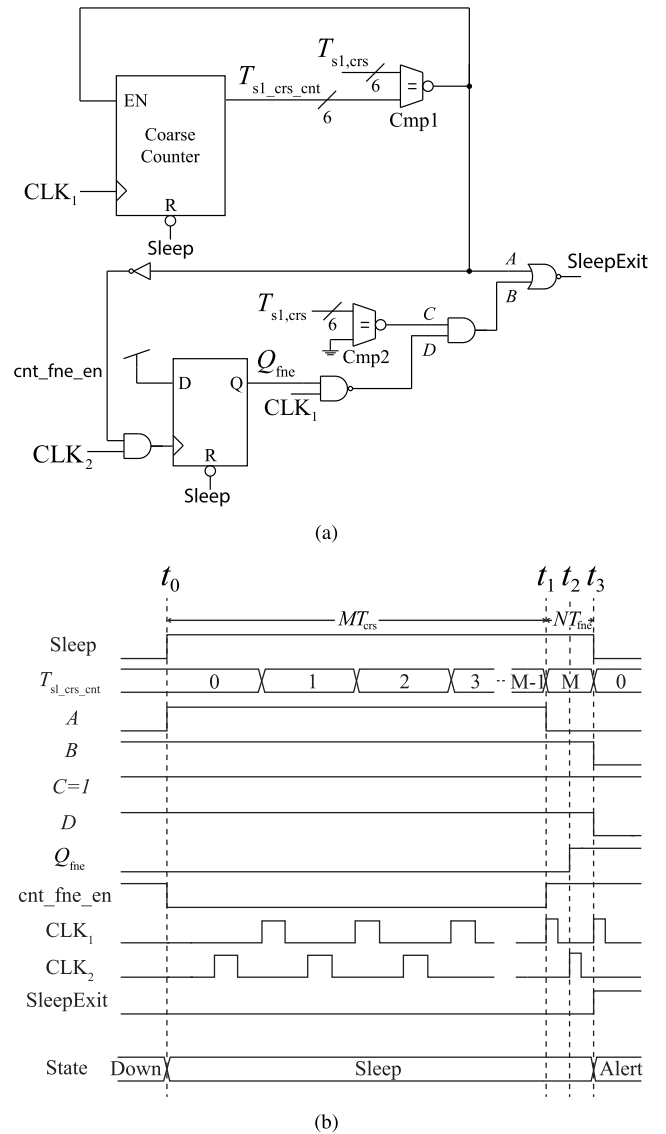 T_s1,crs
T_s1_crs_cnt
6
6
=
EN
Cmp1
Coarse
Counter
CLK_1
R
Sleep
A
SleepExit
B
T_s1,crs
6
=
C
D
Cmp2
cnt_fne_en
Q_fne
D
Q
CLK_1
CLK_2
R
Sleep
(a)
t_0 t_1 t_2 t_3
MT_crs NT_fne
Sleep
T_sl_crs_cnt 0 1 2 3 ·· M-1 M 0
A
B
C=1
D
Q_fne
cnt_fne_en
CLK_1
CLK_2
SleepExit
State Down Sleep Alert
(b)